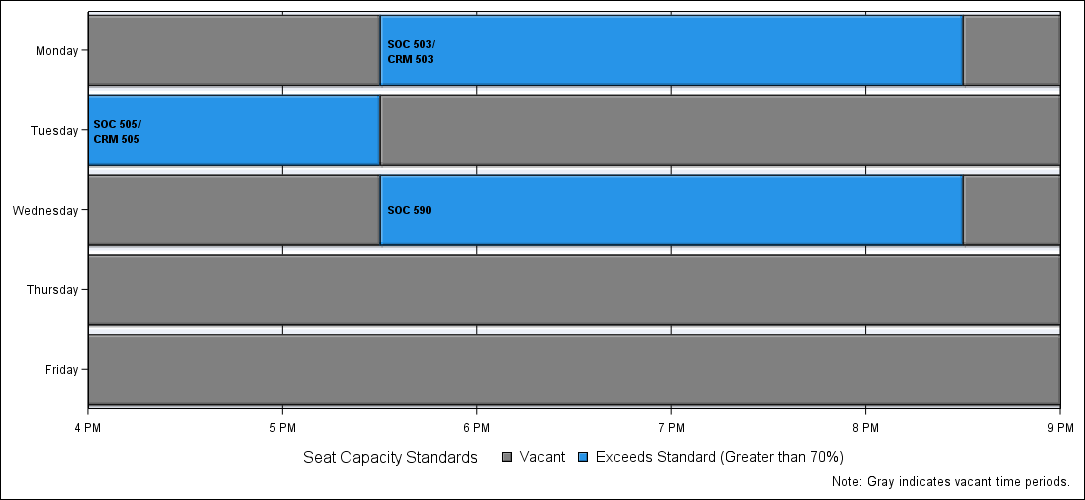 Monday
SOC 503/
CRM 503
Tuesday
SOC 505/
CRM 505
Wednesday
SOC 590
Thursday
Friday
4 PM 5 PM 6 PM 7 PM 8 PM 9 PM
Seat Capacity Standards Vacant Exceeds Standard (Greater than 70%)
Note: Gray indicates vacant time periods.